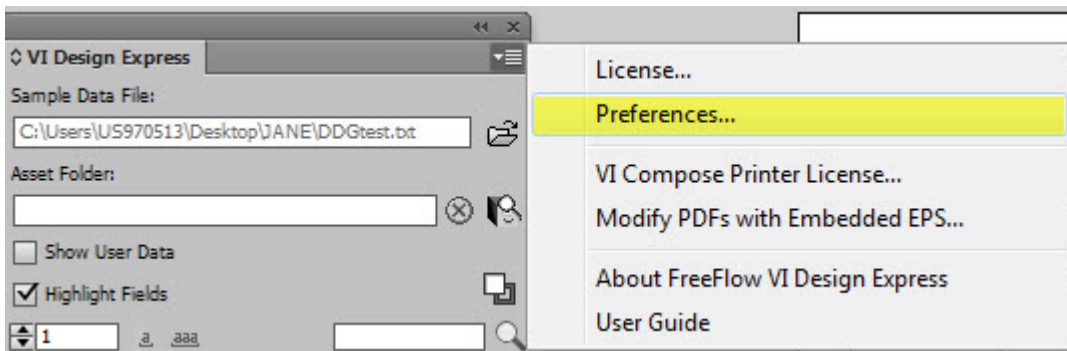 VI Design Express
Sample Data File:
C:\Users\US970513\Desktop\JANE\DDGtest.txt
Asset Folder:
Show User Data
Highlight Fields
1 a aaa
License...
Preferences...
VI Compose Printer License...
Modify PDFs with Embedded EPS...
About FreeFlow VI Design Express
User Guide